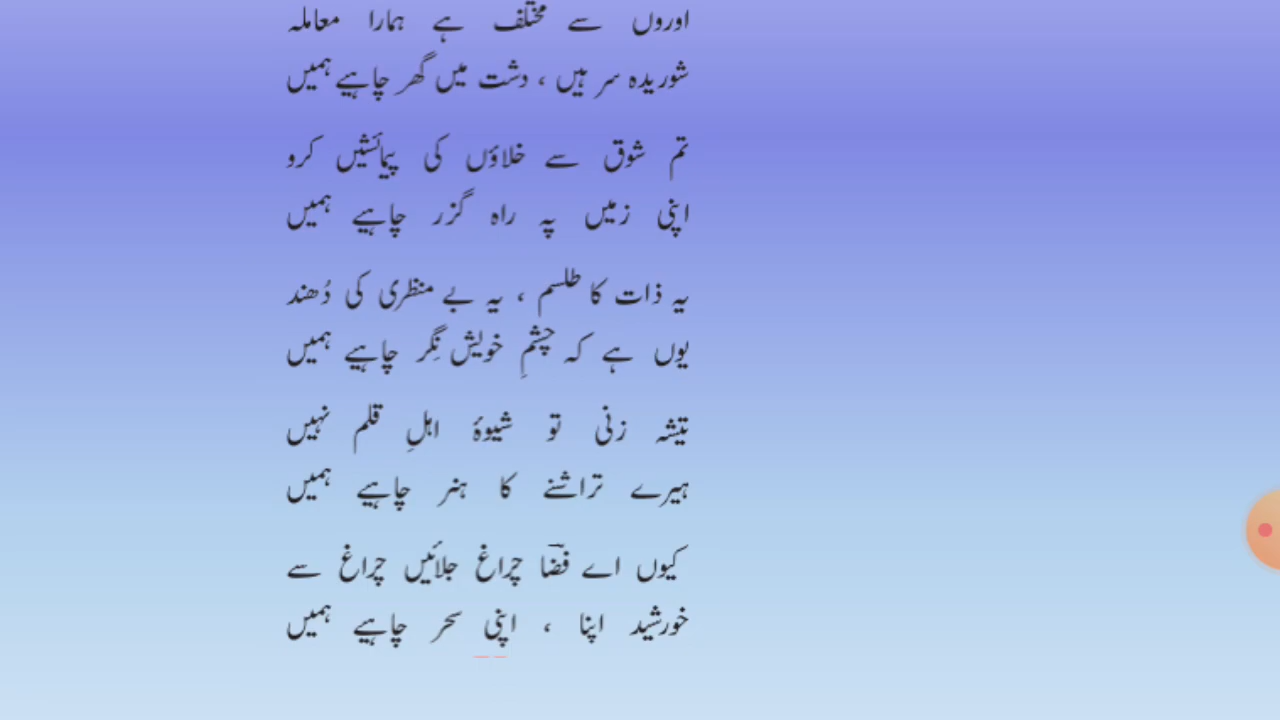 اوروں سے مختلف ہے ہمارا معاملہ
شوریدہ سر ہیں ، دشت میں گھر چاہیے ہمیں
تم شوق سے خلاؤں کی پیمائشیں کرو
اپنی زمیں پہ راہ گزر چاہیے ہمیں
یہ ذات کا طلسم ، یہ بے منظری کی دُھند
یوں ہے کہ چشمِ خویش نِگر چاہیے ہمیں
تیشہ زنی تو شیوۂ اہلِ قلم نہیں
ہیرے تراشنے کا ہنر چاہیے ہمیں
کیوں اے فضؔا چراغ جلائیں چراغ سے
خورشید اپنا ، اپنی سحر چاہیے ہمیں